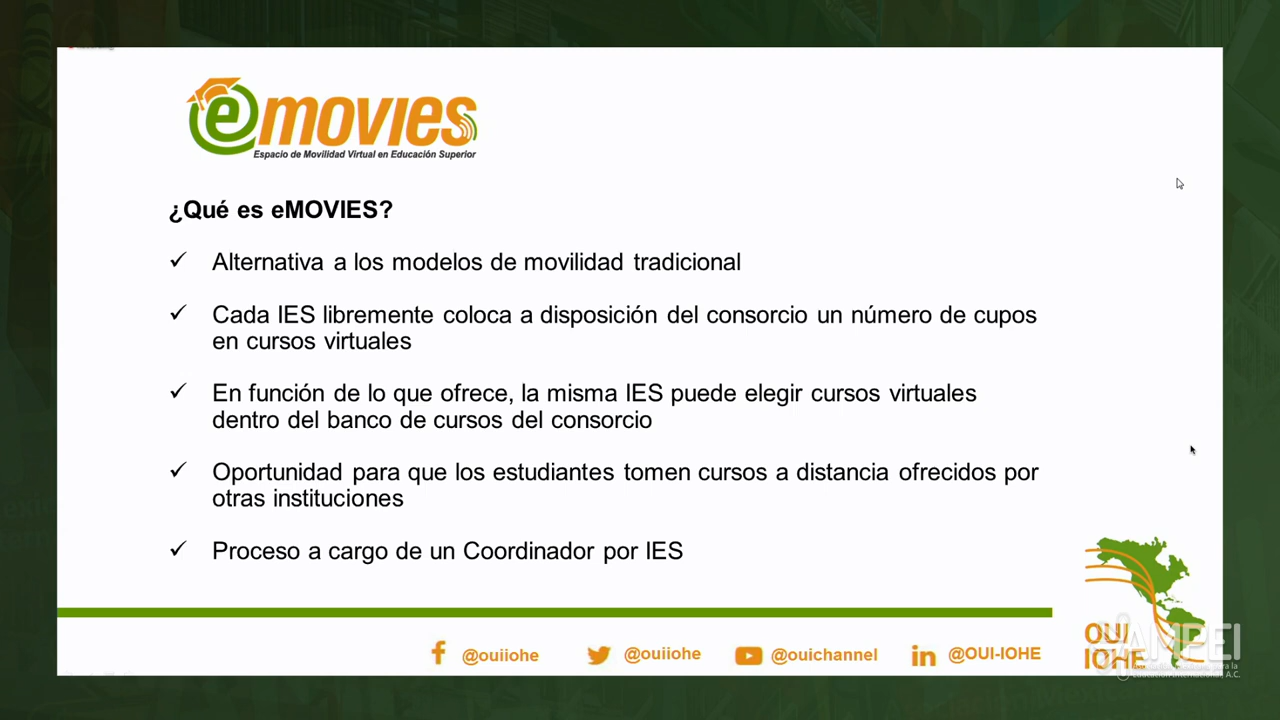 emovies
Espacio de Movilidad Virtual en Educación Superior
¿Qué es eMOVIES?
✓ Alternativa a los modelos de movilidad tradicional
✓ Cada IES libremente coloca a disposición del consorcio un número de cupos
en cursos virtuales
✓ En función de lo que ofrece, la misma IES puede elegir cursos virtuales
dentro del banco de cursos del consorcio
✓ Oportunidad para que los estudiantes tomen cursos a distancia ofrecidos por
otras instituciones
✓ Proceso a cargo de un Coordinador por IES
@ouiiohe
@ouiiohe
@ouichannel
@OUI-IOHE
OUI
IOHE
AMPEI